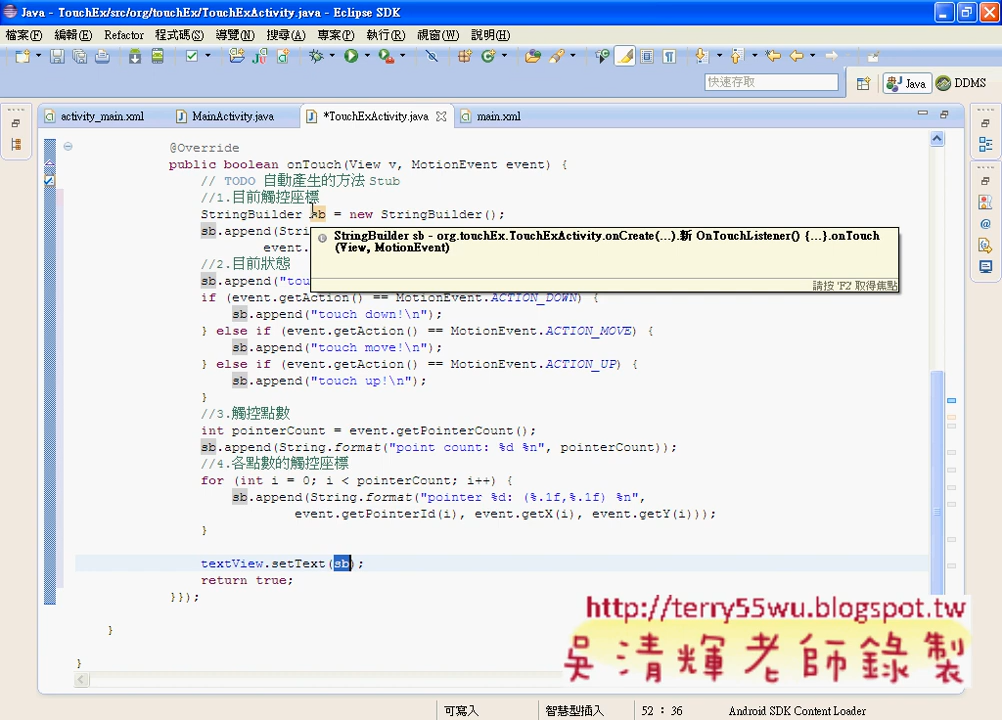 Java - TouchEx/src/org/touchEx/TouchExActivity.java - Eclipse SDK
檔案(F) 編輯(E) Refactor 程式碼(S) 導覽(N) 搜尋(A) 專案(P) 執行(R) 視窗(W) 說明(H)
快速存取
Java
DDMS
activity_main.xml
MainActivity.java
*TouchExActivity.java
main.xml
@Override
public boolean onTouch(View v, MotionEvent event) {
// TODO 自動產生的方法 Stub
//1.目前觸控座標
StringBuilder sb = new StringBuilder();
sb.append(Stri
event.
StringBuilder sb - org.touchEx.TouchExActivity.onCreate(...).新 OnTouchListener() {...}.onTouch
(View, MotionEvent)
請按 'F2' 取得焦點
//2.目前狀態
sb.append("tou
if (event.getAction() == MotionEvent.ACTION_DOWN) {
sb.append("touch down!\n");
} else if (event.getAction() == MotionEvent.ACTION_MOVE) {
sb.append("touch move!\n");
} else if (event.getAction() == MotionEvent.ACTION_UP) {
sb.append("touch up!\n");
}
//3.觸控點數
int pointerCount = event.getPointerCount();
sb.append(String.format("point count: %d %n", pointerCount));
//4.各點數的觸控座標
for (int i = 0; i < pointerCount; i++) {
sb.append(String.format("pointer %d: (%.1f,%.1f) %n",
event.getPointerId(i), event.getX(i), event.getY(i)));
}
textView.setText(sb);
return true;
}});
}
}
http://terry55wu.blogspot.tw
吳清輝老師錄製
可寫入
智慧型插入
52 : 36
Android SDK Content Loader